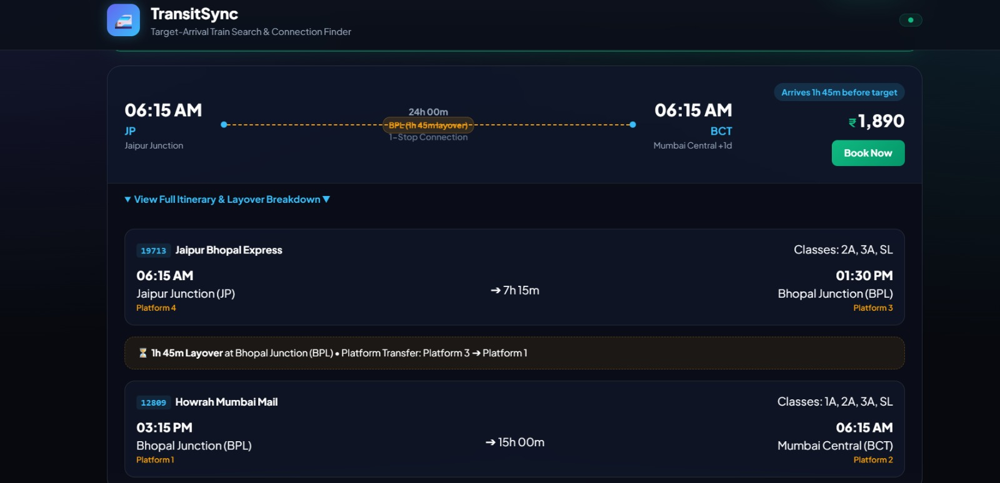 TransitSync
Target-Arrival Train Search & Connection Finder
Arrives 1h 45m before target
06:15 AM
JP
Jaipur Junction
24h 00m
BPL (1h 45m layover)
1-Stop Connection
06:15 AM
BCT
Mumbai Central +1d
₹1,890
Book Now
▼ View Full Itinerary & Layover Breakdown ▼
19713 Jaipur Bhopal Express
Classes: 2A, 3A, SL
06:15 AM
Jaipur Junction (JP)
Platform 4
➔ 7h 15m
01:30 PM
Bhopal Junction (BPL)
Platform 3
⏳ 1h 45m Layover at Bhopal Junction (BPL) • Platform Transfer: Platform 3 ➔ Platform 1
12809 Howrah Mumbai Mail
Classes: 1A, 2A, 3A, SL
03:15 PM
Bhopal Junction (BPL)
Platform 1
➔ 15h 00m
06:15 AM
Mumbai Central (BCT)
Platform 2